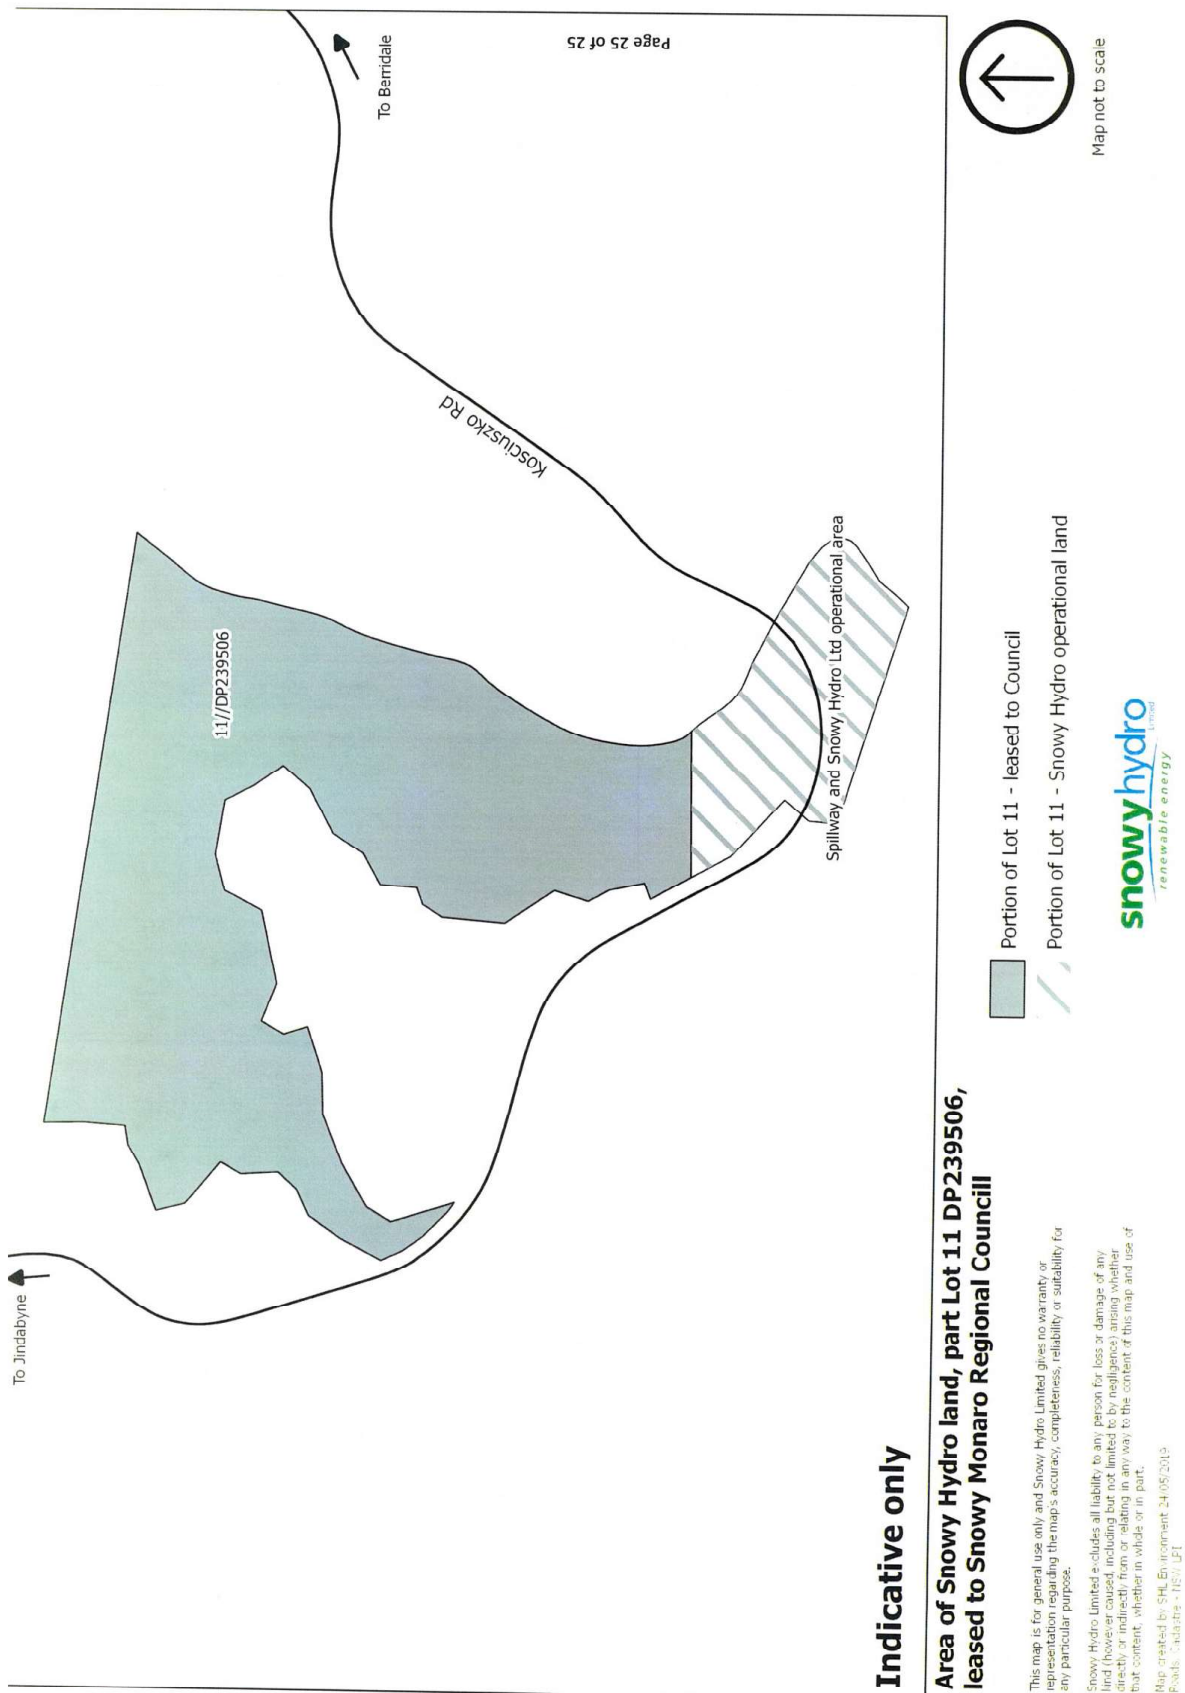 To Jindabyne
To Berridale
Page 25 of 25
11//DP239506
Kosciuszko Rd
Spillway and Snowy Hydro Ltd operational area
Indicative only
Area of Snowy Hydro land, part Lot 11 DP239506,
leased to Snowy Monaro Regional Councill
Portion of Lot 11 - leased to Council
Portion of Lot 11 - Snowy Hydro operational land
Map not to scale
This map is for general use only and Snowy Hydro Limited gives no warranty or
representation regarding the map's accuracy, completeness, reliability or suitability for
any particular purpose.
Snowy Hydro Limited excludes all liability to any person for loss or damage of any
kind (however caused, including but not limited to by negligence) arising whether
directly or indirectly from or relating in any way to the content of this map and use of
that content, whether in whole or in part.
Map created by SHL Environment 24/05/2019
Roads, Cadastre - NSW LPI
snowyhydro
Limited
renewable energy